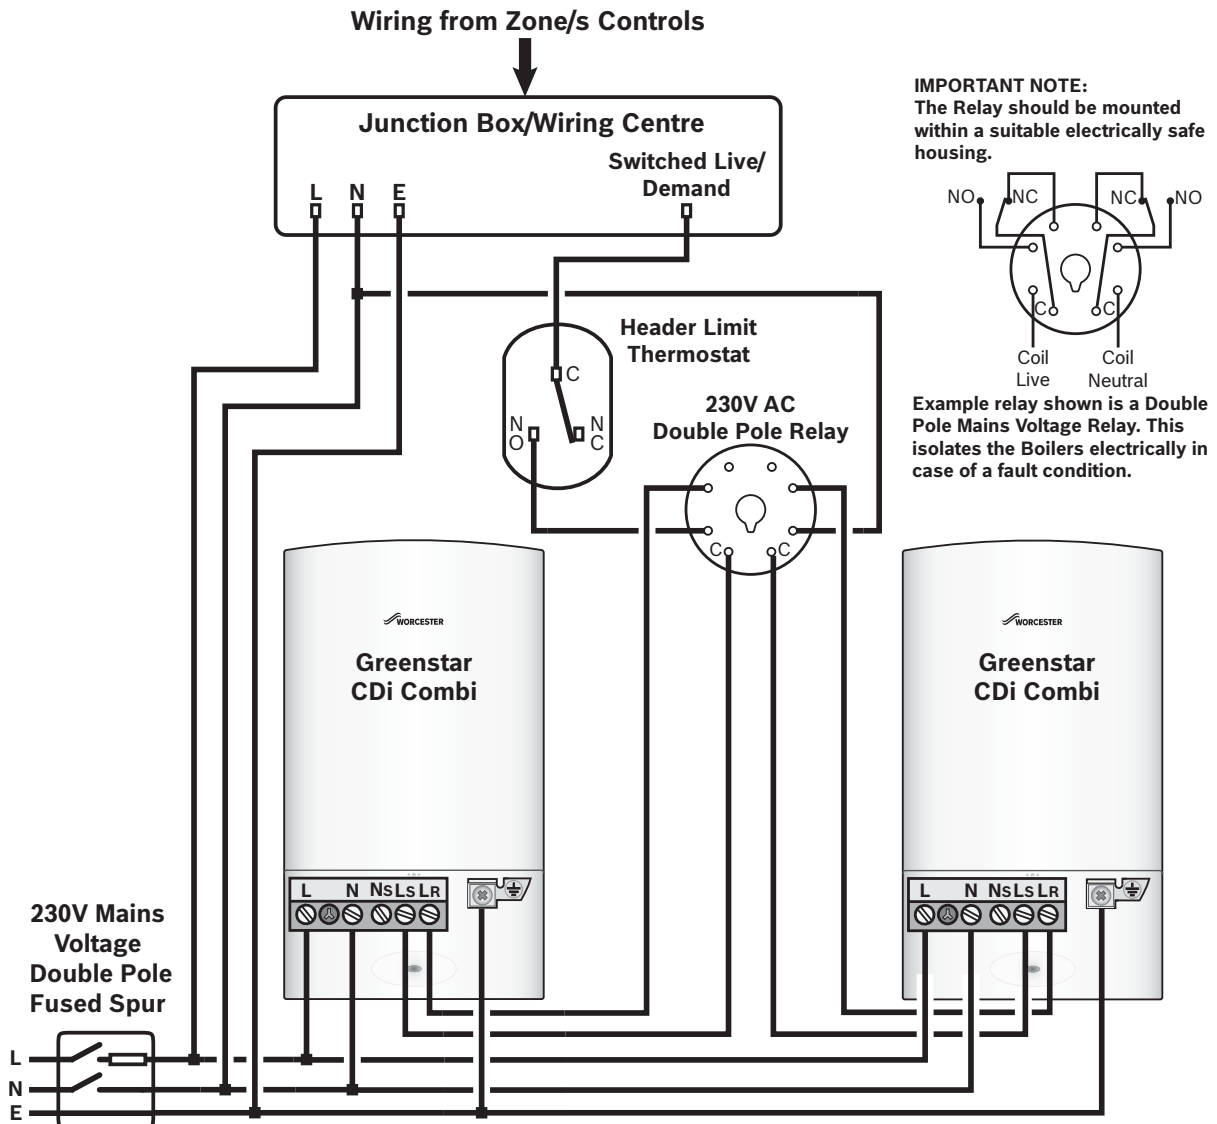 Wiring from Zone/s Controls
Junction Box/Wiring Centre
Switched Live/
Demand
L N E
IMPORTANT NOTE:
The Relay should be mounted
within a suitable electrically safe
housing.
NO NC NC NO
C C
Coil
Live
Coil
Neutral
Example relay shown is a Double
Pole Mains Voltage Relay. This
isolates the Boilers electrically in
case of a fault condition.
Header Limit
Thermostat
C
N
O
N
C
230V AC
Double Pole Relay
C C
WORCESTER
Greenstar
CDi Combi
L N NS LS LR
WORCESTER
Greenstar
CDi Combi
L N NS LS LR
230V Mains
Voltage
Double Pole
Fused Spur
L
N
E